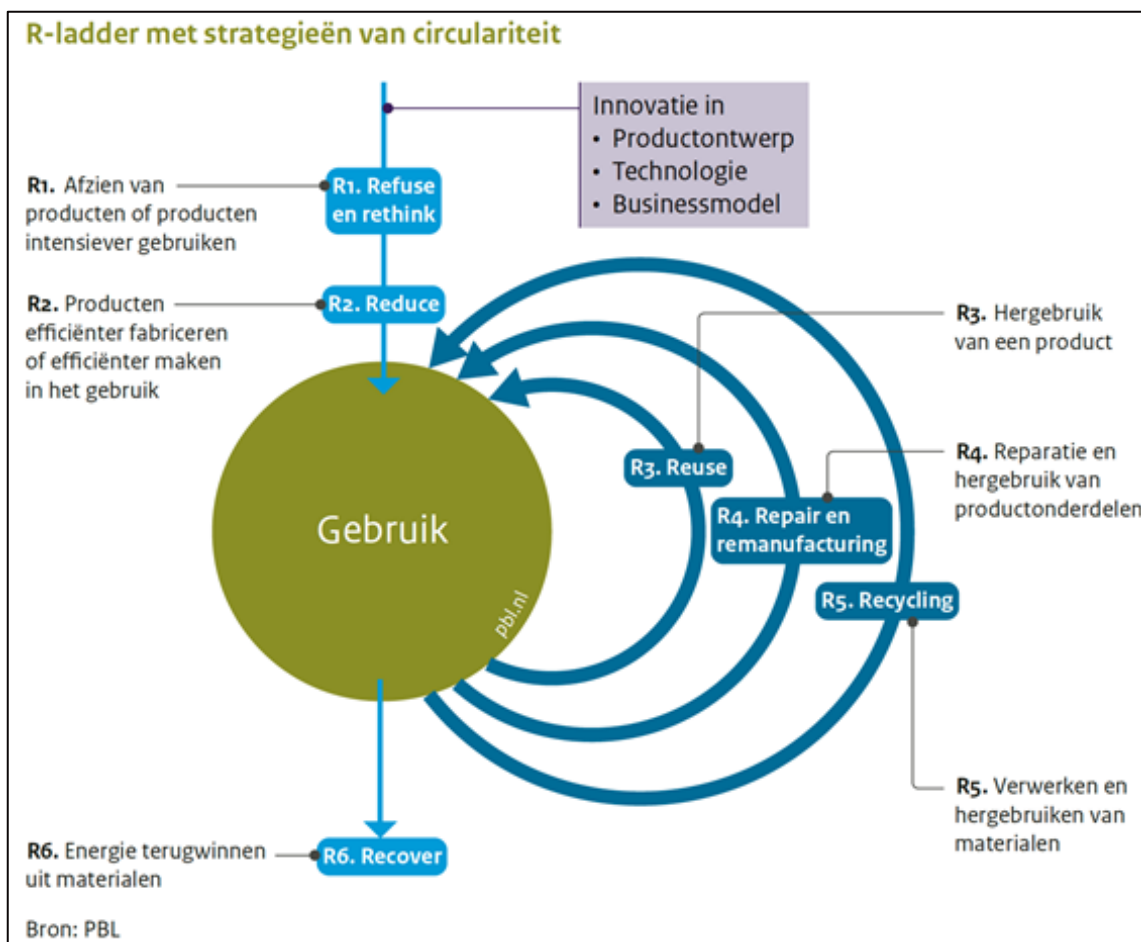 R-ladder met strategieën van circulariteit
Innovatie in
• Productontwerp
• Technologie
• Businessmodel
R1. Afzien van
producten of producten
intensiever gebruiken
R1. Refuse
en rethink
R2. Producten
efficiënter fabriceren
of efficiënter maken
in het gebruik
R2. Reduce
R3. Hergebruik
van een product
R3. Reuse
R4. Reparatie en
hergebruik van
productonderdelen
R4. Repair en
remanufacturing
Gebruik
pbl.nl
R5. Recycling
R5. Verwerken en
hergebruiken van
materialen
R6. Energie terugwinnen
uit materialen
R6. Recover
Bron: PBL